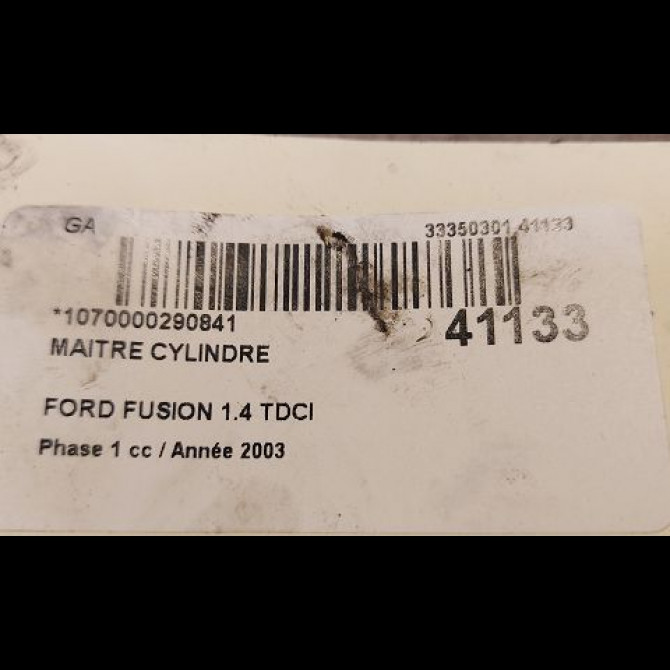 GA 33350301 41133
*1070000290841 41133
MAITRE CYLINDRE
FORD FUSION 1.4 TDCI
Phase 1 cc / Année 2003